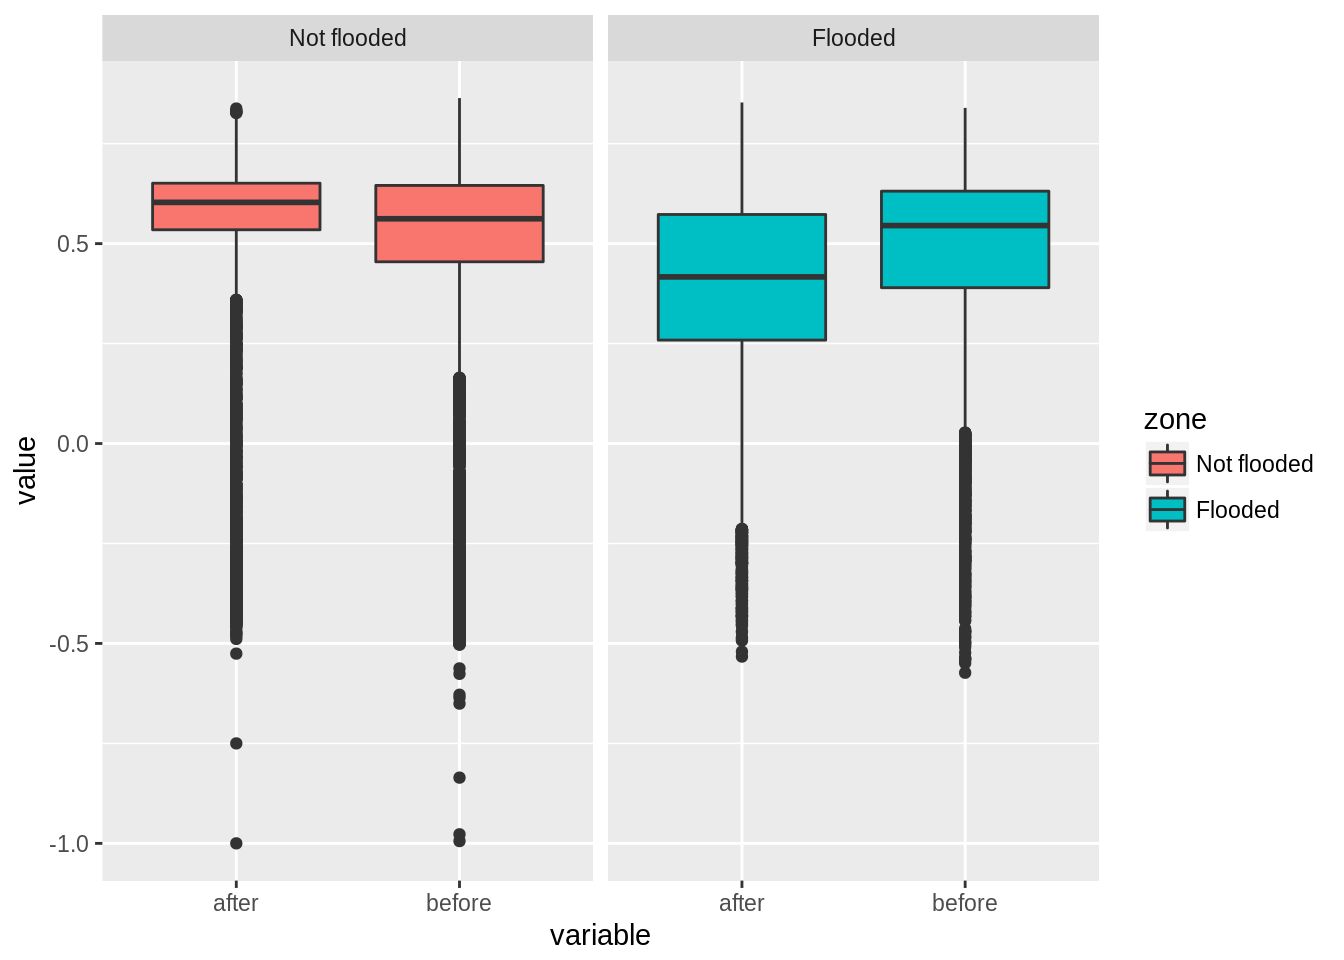 Not flooded
Flooded
value
0.5
0.0
-0.5
-1.0
after
before
after
before
variable
zone
Not flooded
Flooded